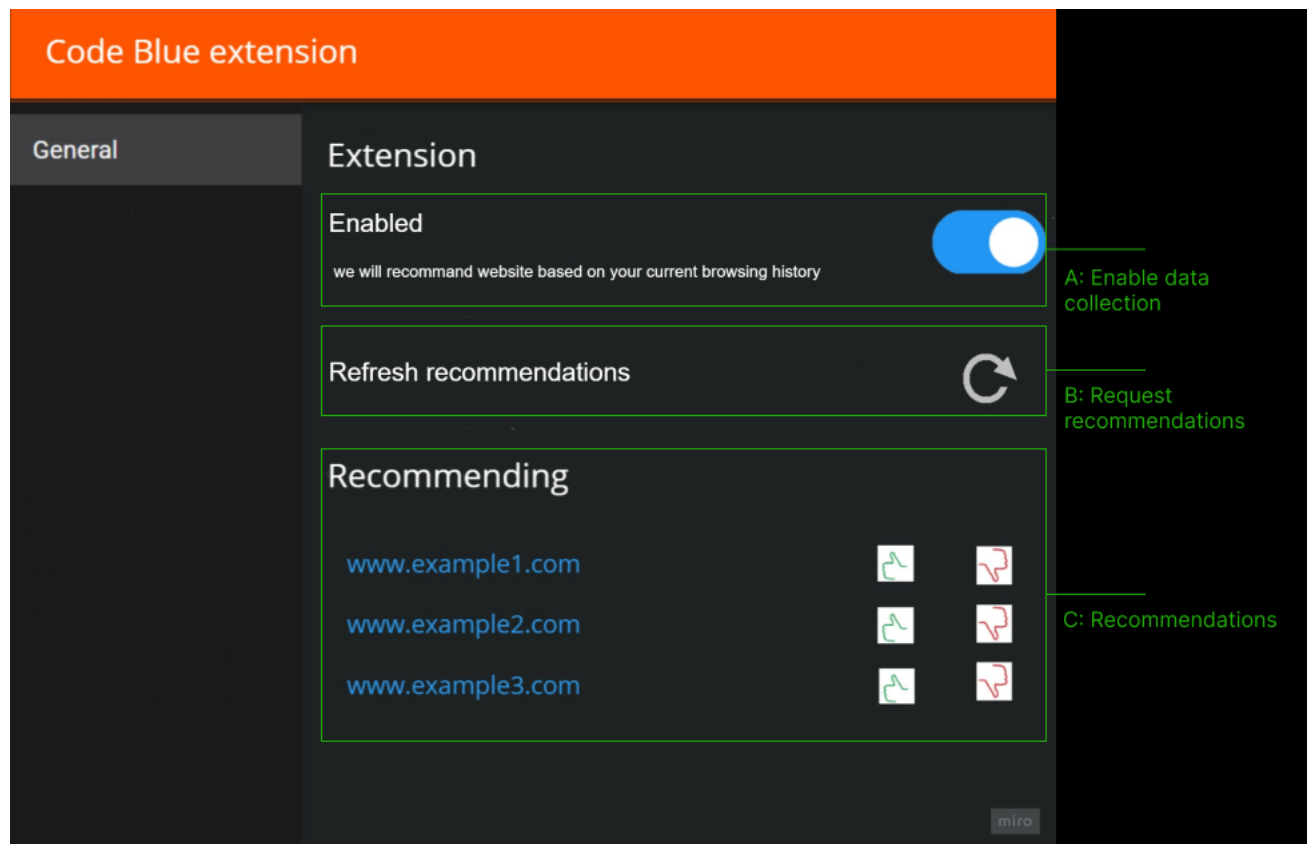 Code Blue extension
General
Extension
Enabled
we will recommand website based on your current browsing history
A: Enable data
collection
Refresh recommendations
B: Request
recommendations
Recommending
www.example1.com
www.example2.com
C: Recommendations
www.example3.com
miro